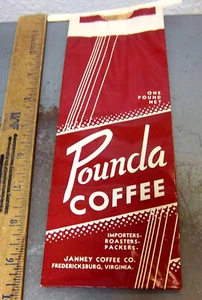 ONE
POUND
NET
Pounda
COFFEE
IMPORTERS-
ROASTERS-
PACKERS-
JANNEY COFFEE CO.
FREDERICKSBURG, VIRGINIA.